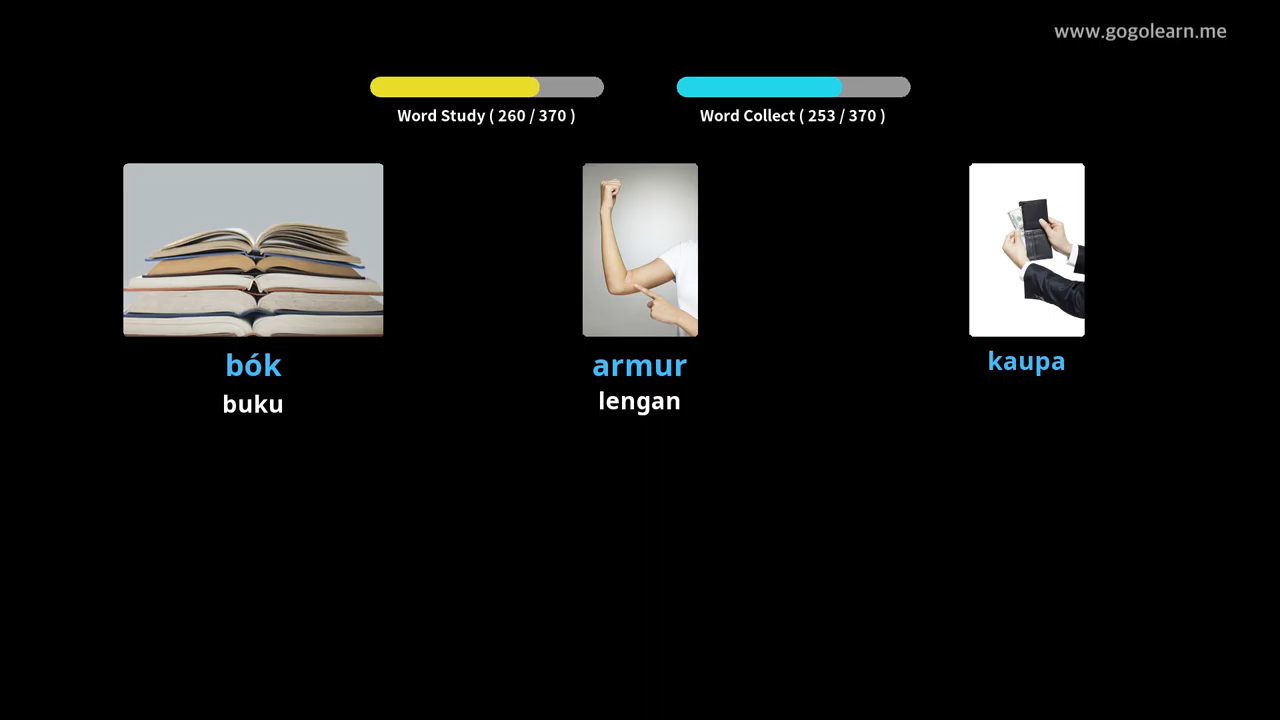 www.gogolearn.me
Word Study ( 260 / 370 )
Word Collect ( 253 / 370 )
bók
buku
armur
lengan
kaupa